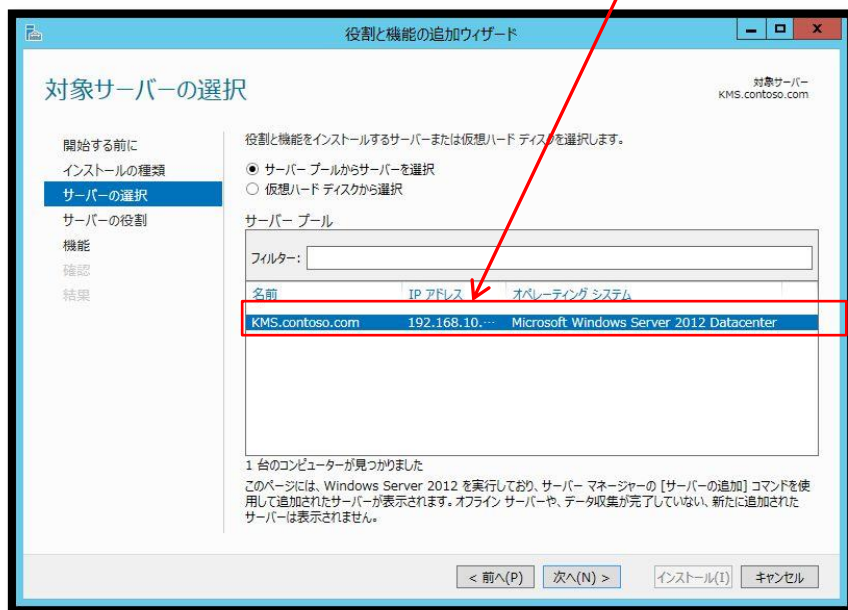 役割と機能の追加ウィザード
対象サーバーの選択
対象サーバー
KMS.contoso.com
開始する前に
インストールの種類
サーバーの選択
サーバーの役割
機能
確認
結果
役割と機能をインストールするサーバーまたは仮想ハード ディスクを選択します。
サーバー プールからサーバーを選択
仮想ハード ディスクから選択
サーバー プール
フィルター:
名前 IP アドレス オペレーティング システム
KMS.contoso.com 192.168.10.… Microsoft Windows Server 2012 Datacenter
1 台のコンピューターが見つかりました
このページには、Windows Server 2012 を実行しており、サーバー マネージャーの [サーバーの追加] コマンドを使
用して追加されたサーバーが表示されます。オフライン サーバーや、データ収集が完了していない、新たに追加された
サーバーは表示されません。
< 前へ(P) 次へ(N) > インストール(I) キャンセル